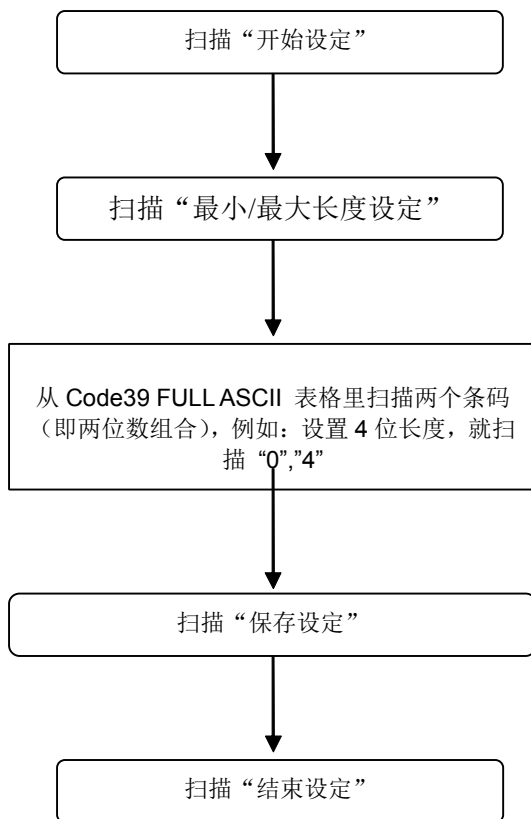 扫描“开始设定”
扫描“最小/最大长度设定”
从 Code39 FULL ASCII 表格里扫描两个条码
（即两位数组合），例如：设置 4 位长度，就扫
描 “0”,”4”
扫描“保存设定”
扫描“结束设定”